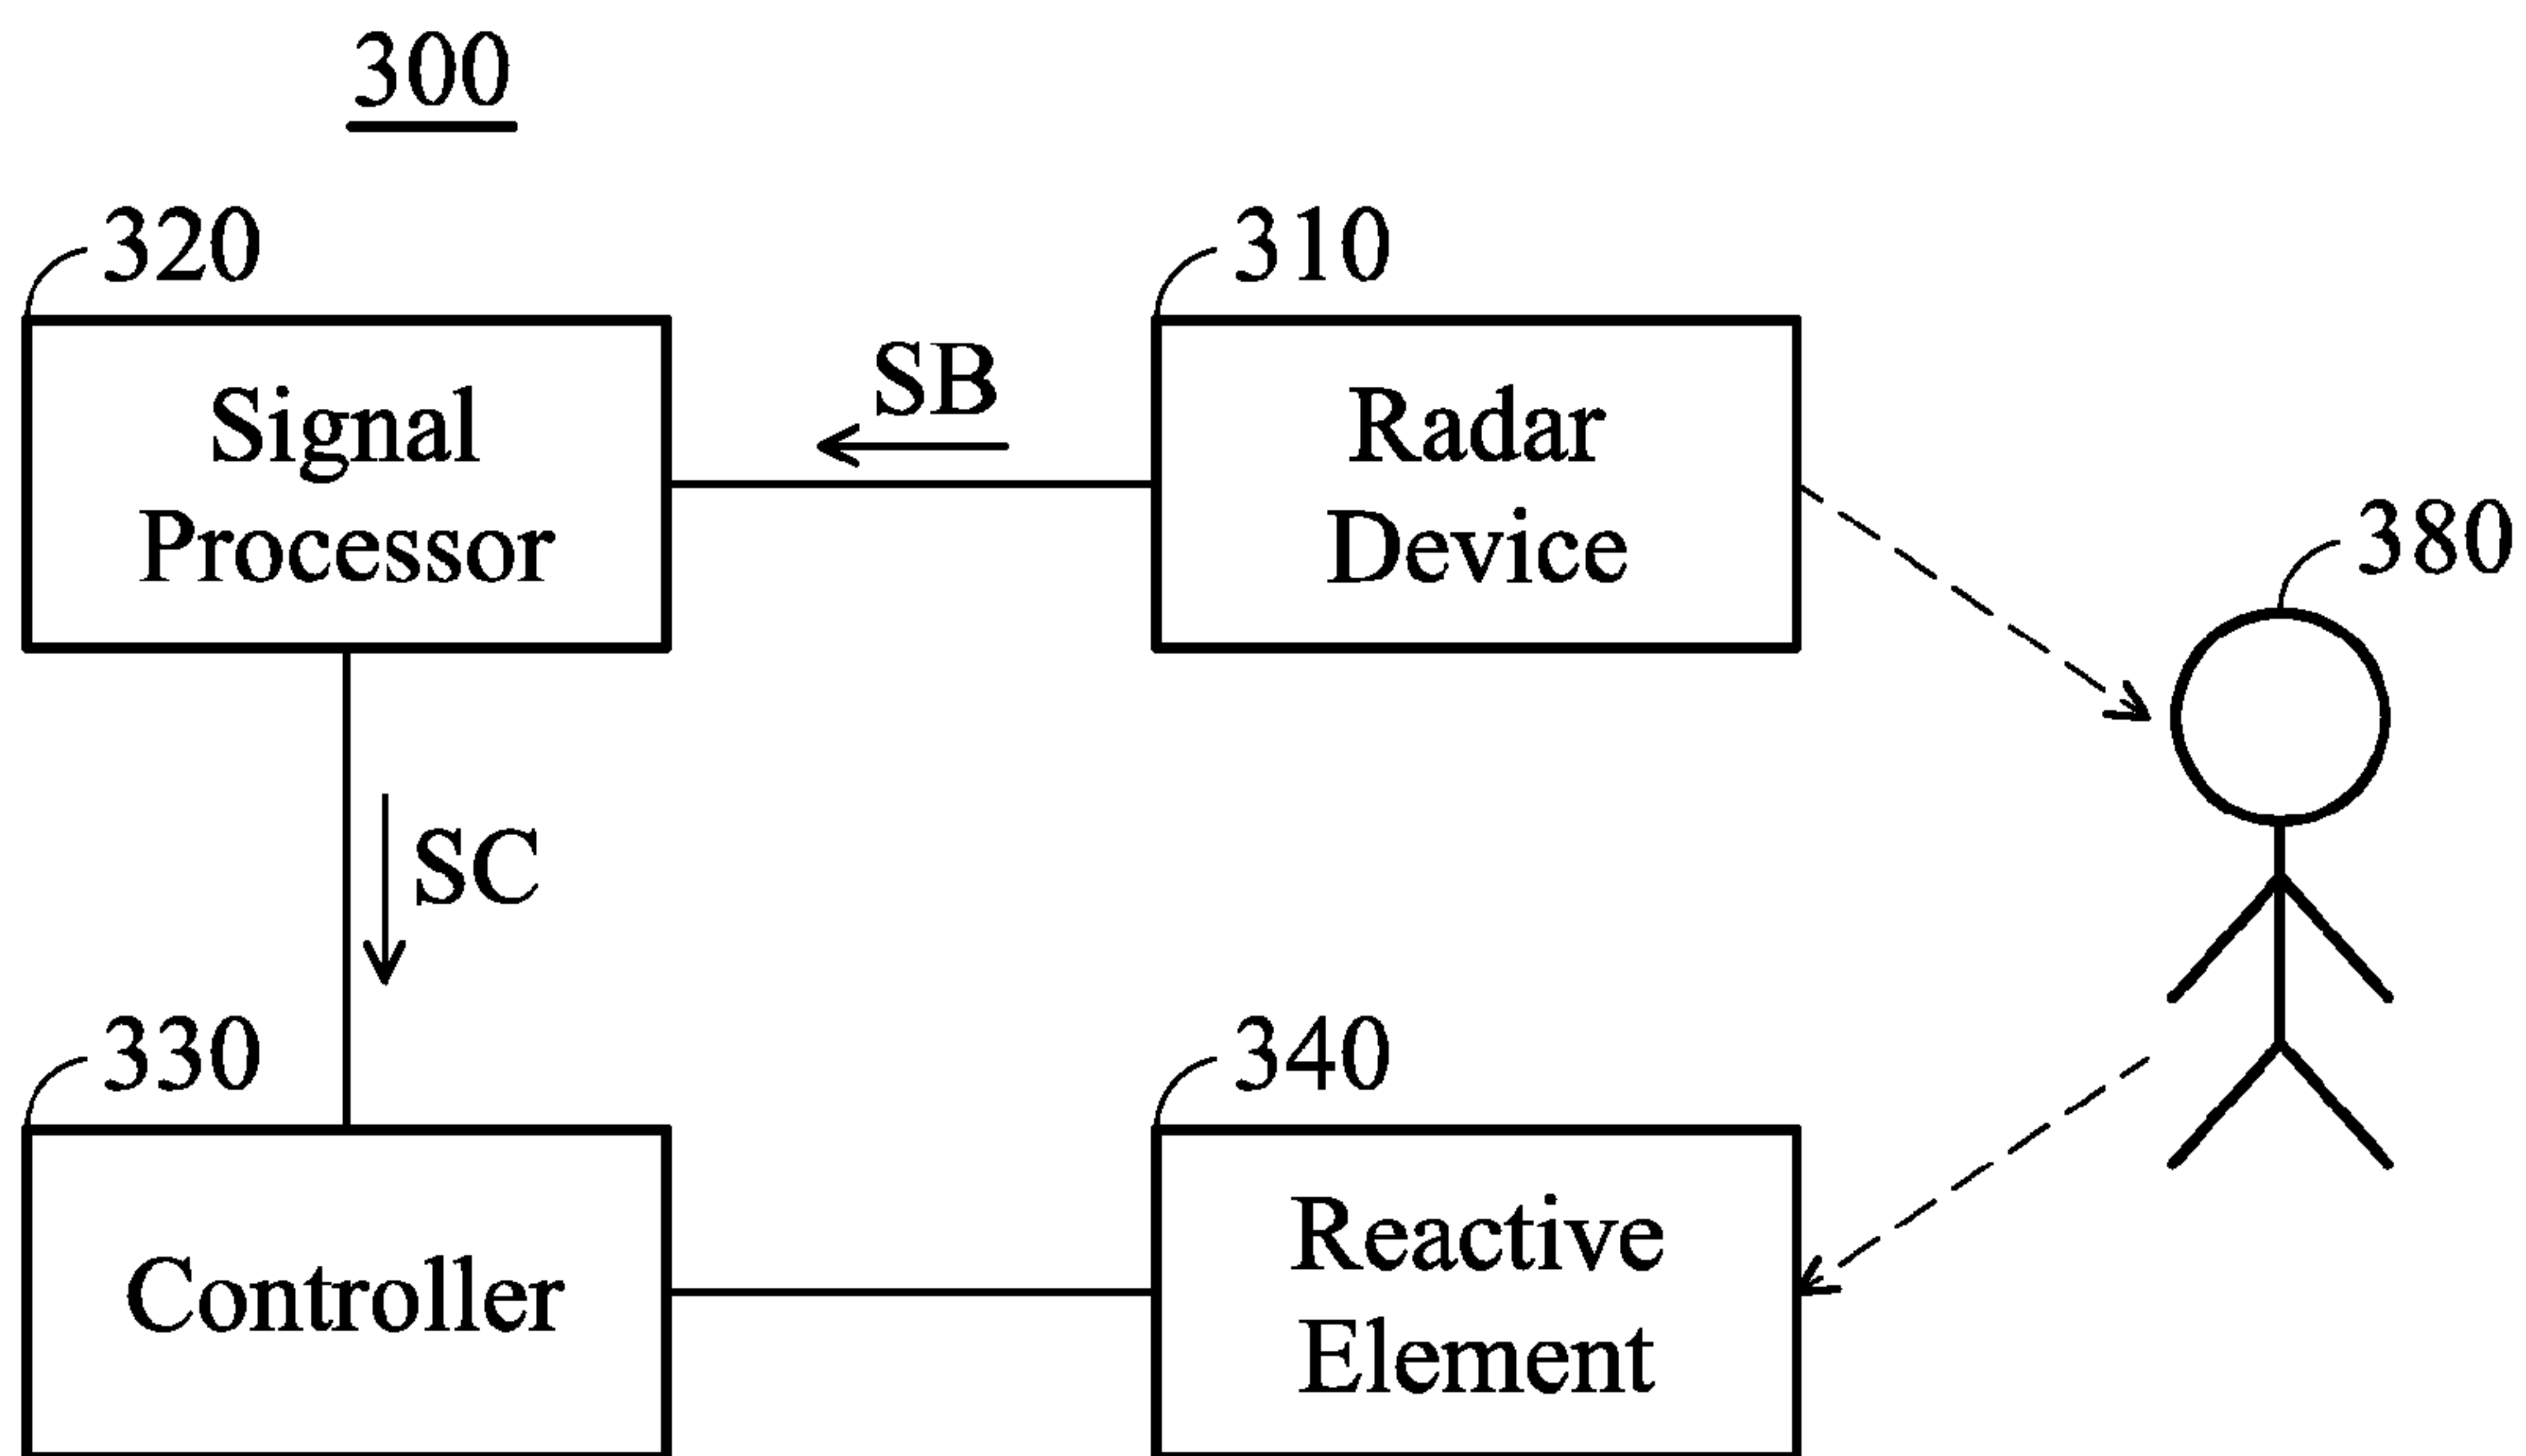 300
320
310
SB
Signal
Processor
Radar
Device
380
SC
330
340
Controller
Reactive
Element